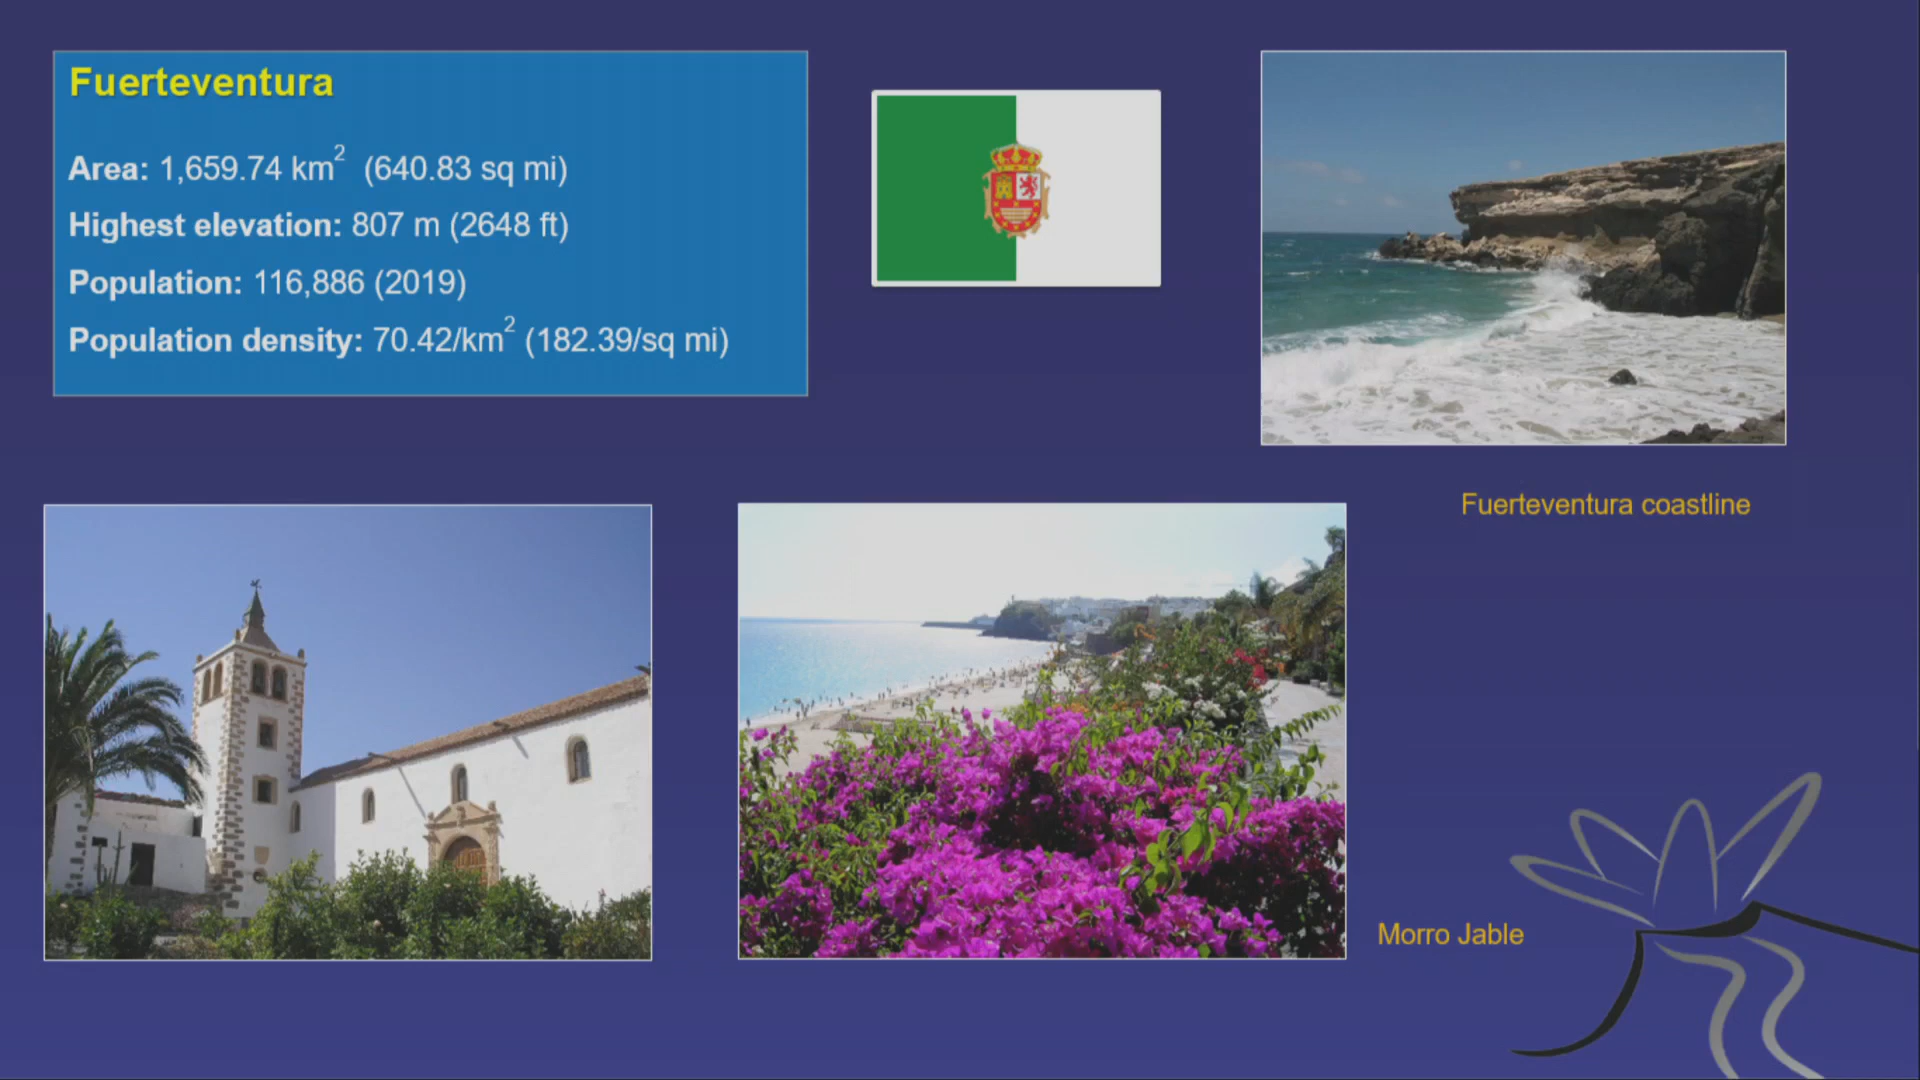 Fuerteventura
Area: 1,659.74 km² (640.83 sq mi)
Highest elevation: 807 m (2648 ft)
Population: 116,886 (2019)
Population density: 70.42/km² (182.39/sq mi)
Fuerteventura coastline
Morro Jable